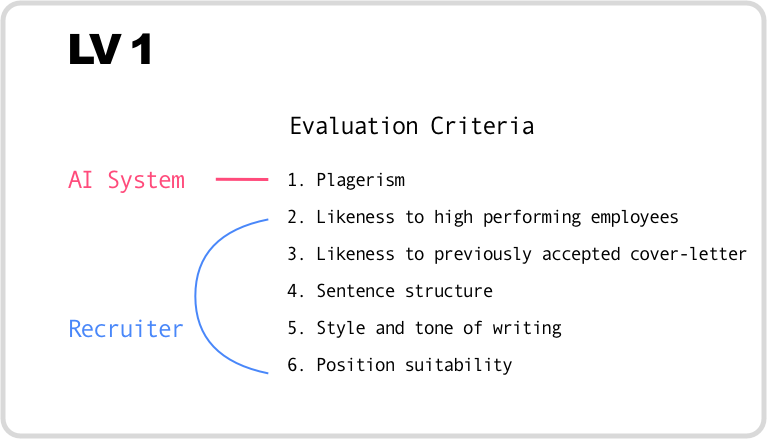 LV 1
Evaluation Criteria
AI System
1. Plagerism
2. Likeness to high performing employees
3. Likeness to previously accepted cover-letter
4. Sentence structure
Recruiter
5. Style and tone of writing
6. Position suitability